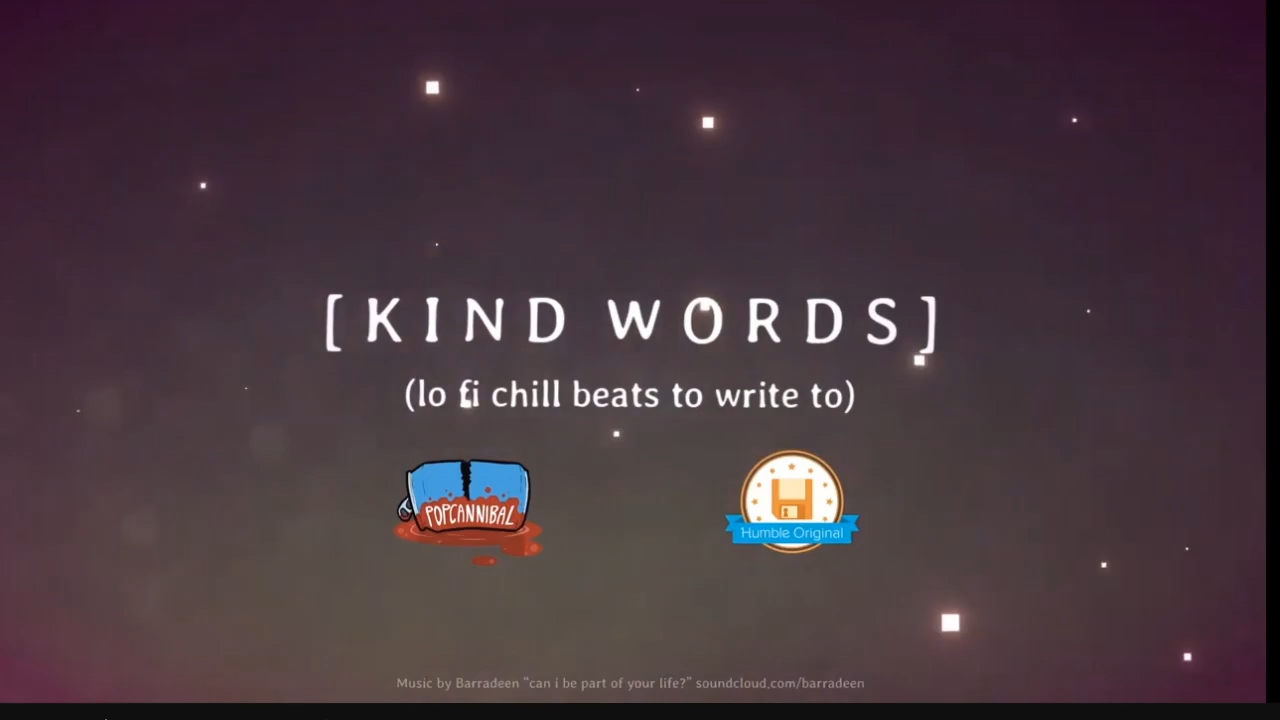 [KIND WORDS]
(lo fi chill beats to write to)
POPCANNIBAL
Humble Original
Music by Barradeen "can i be part of your life?" soundcloud.com/barradeen